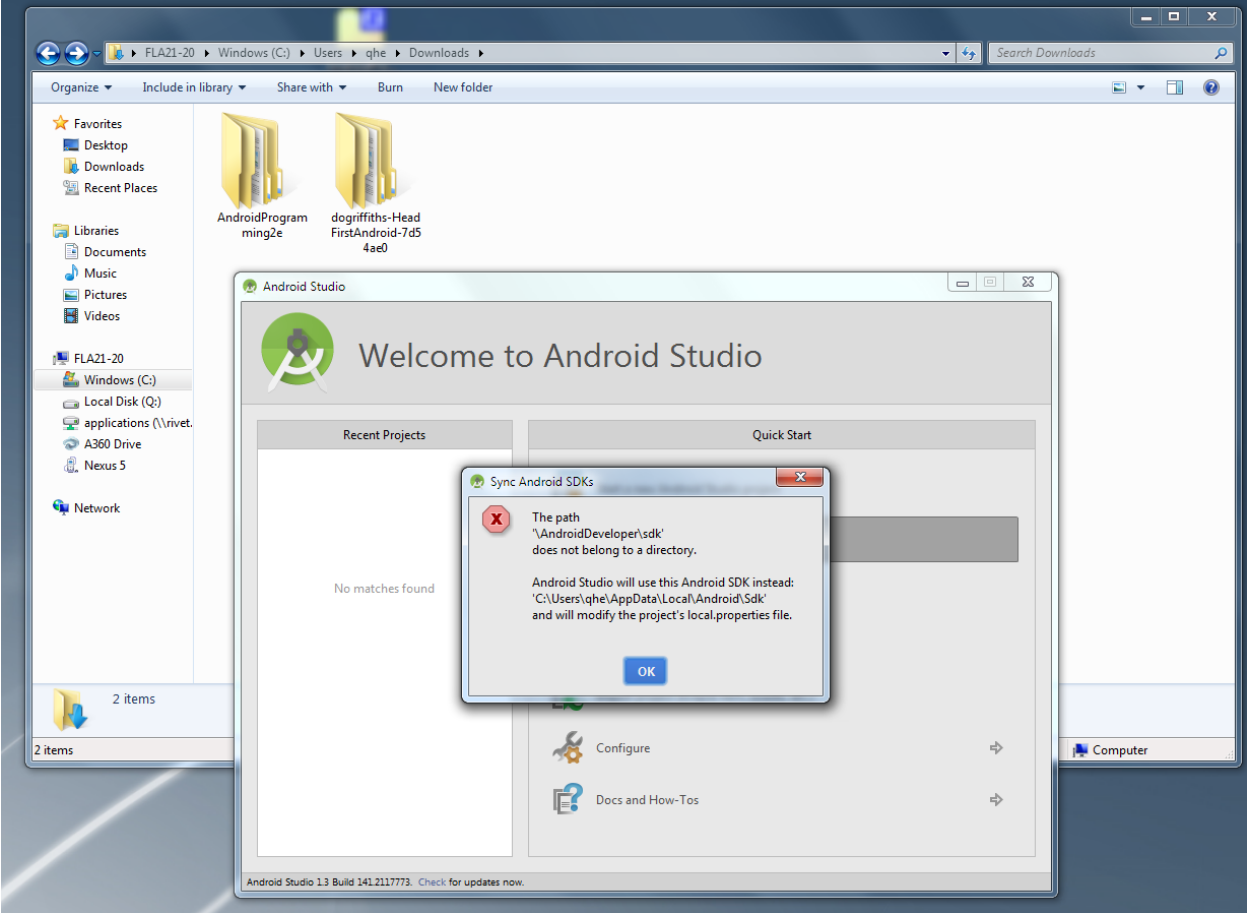 FLA21-20 Windows (C:) Users qhe Downloads
Search Downloads
Organize Include in library Share with Burn New folder
Favorites
Desktop
Downloads
Recent Places
Libraries
Documents
Music
Pictures
Videos
FLA21-20
Windows (C:)
Local Disk (Q:)
applications (\\rivet.
A360 Drive
Nexus 5
Network
AndroidProgram
ming2e
dogriffiths-Head
FirstAndroid-7d5
4ae0
Android Studio
Welcome to Android Studio
Recent Projects
No matches found
Quick Start
Sync Android SDKs
The path
'\AndroidDeveloper\sdk'
does not belong to a directory.
Android Studio will use this Android SDK instead:
'C:\Users\qhe\AppData\Local\Android\Sdk'
and will modify the project's local.properties file.
OK
Configure
Docs and How-Tos
Android Studio 1.3 Build 141.2117773. Check for updates now.
2 items
2 items
Computer